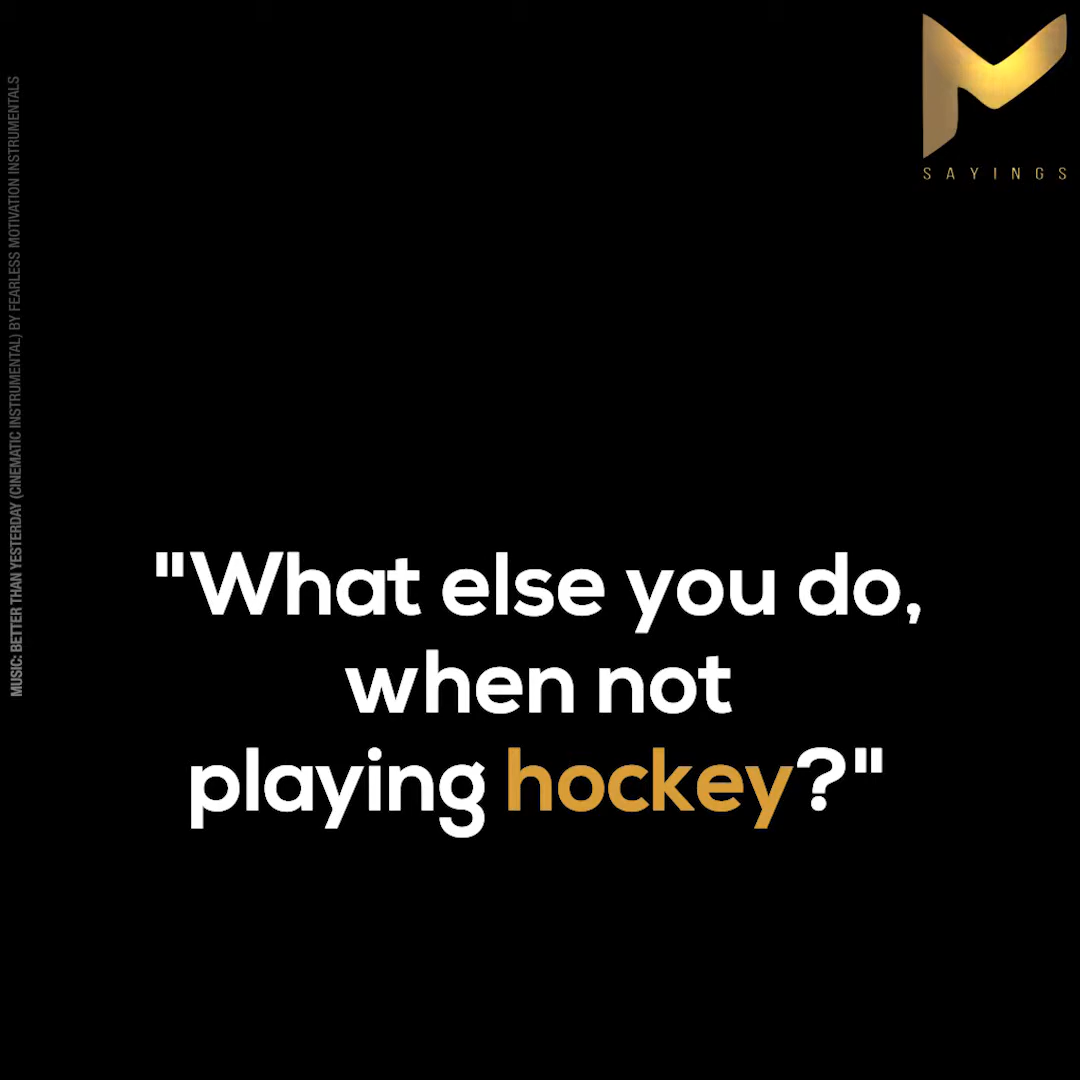 SAYINGS
MUSIC: BETTER THAN YESTERDAY (CINEMATIC INSTRUMENTAL) BY FEARLESS MOTIVATION INSTRUMENTALS
"What else you do,
when not
playing hockey?"